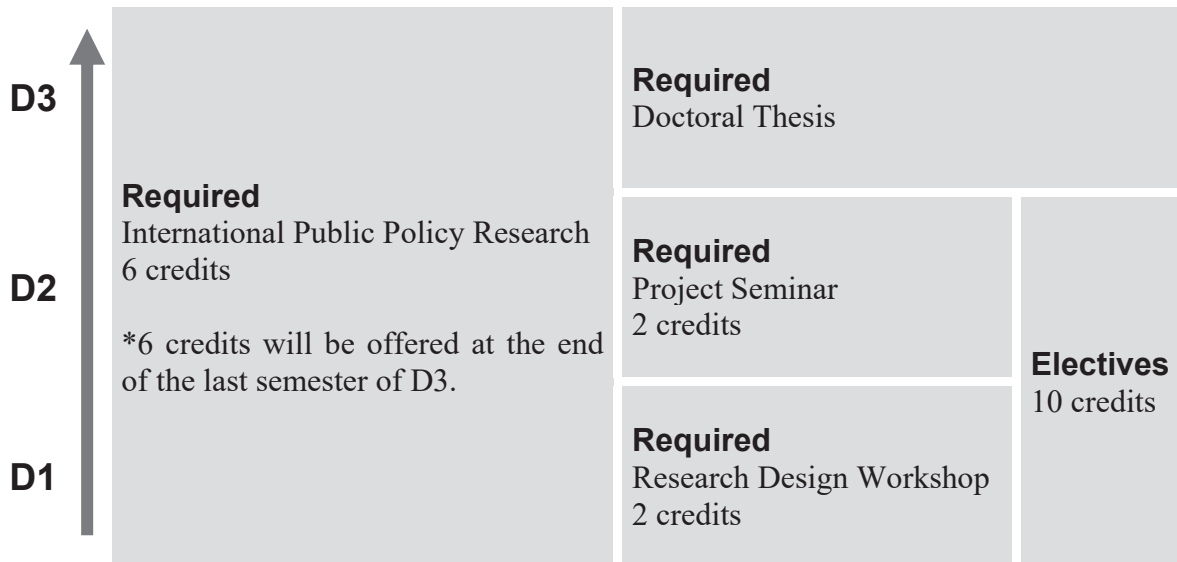 D3
D2
D1
Required
International Public Policy Research
6 credits
*6 credits will be offered at the end
of the last semester of D3.
Required
Doctoral Thesis
Required
Project Seminar
2 credits
Required
Research Design Workshop
2 credits
Electives
10 credits